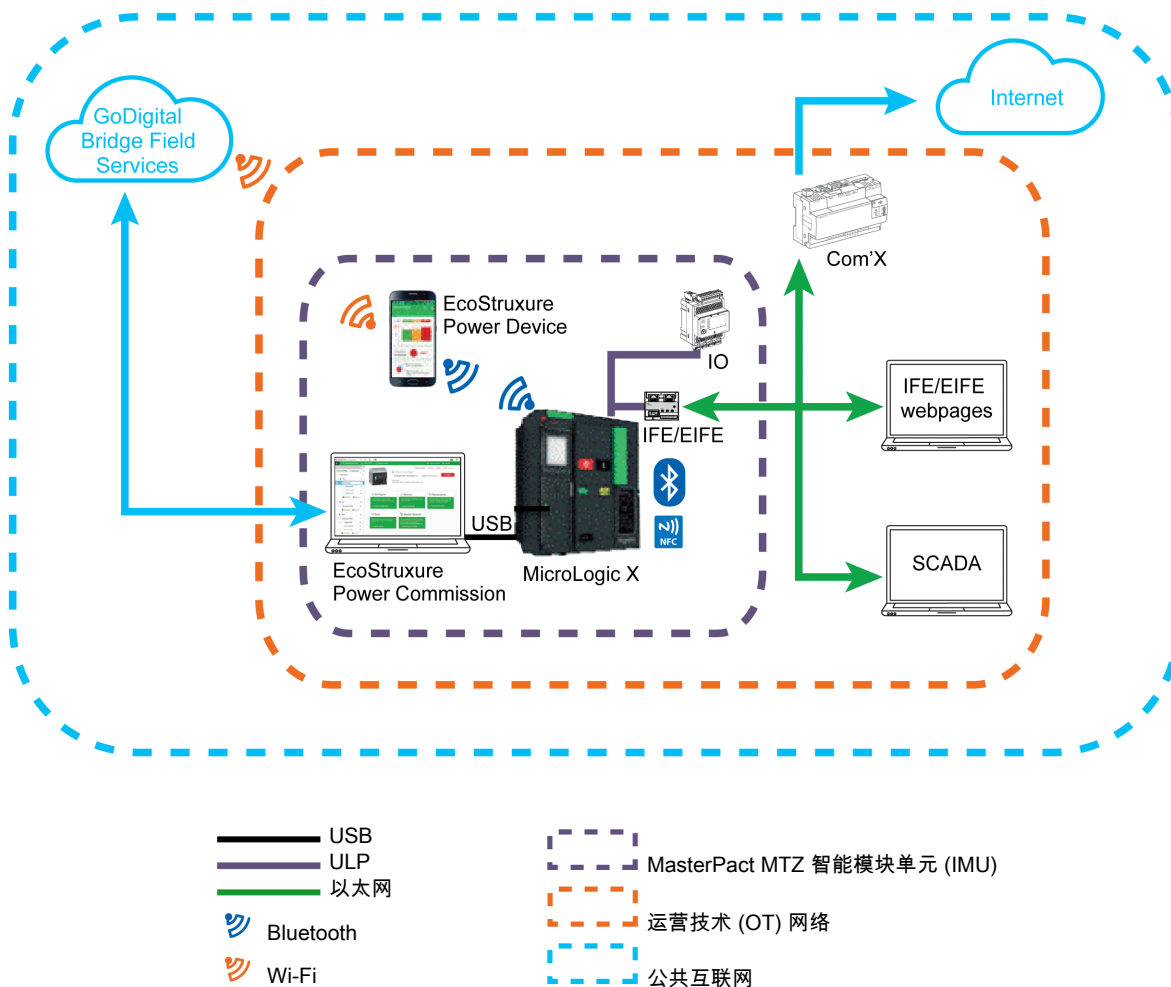 GoDigital
Bridge Field
Services
Internet
Com'X
EcoStruxure
Power Device
IO
IFE/EIFE
IFE/EIFE
webpages
USB
NFC
EcoStruxure
Power Commission
MicroLogic X
SCADA
USB
ULP
以太网
Bluetooth
Wi-Fi
MasterPact MTZ 智能模块单元 (IMU)
运营技术 (OT) 网络
公共互联网